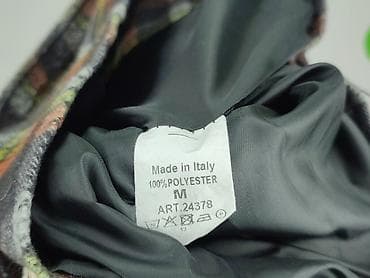 Made in Italy
100%POLYESTER
M
ART.24378